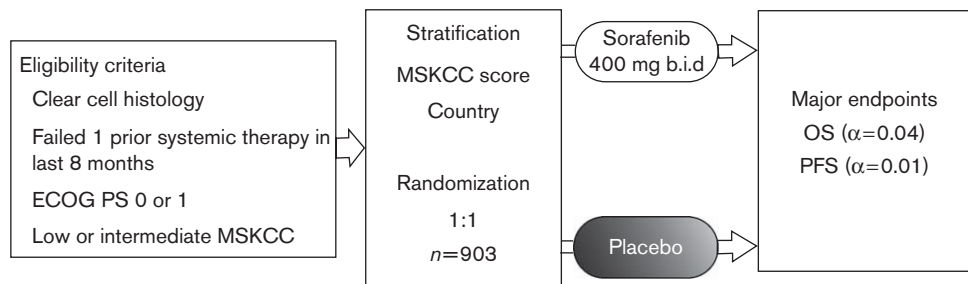 Eligibility criteria
Clear cell histology
Failed 1 prior systemic therapy in
last 8 months
ECOG PS 0 or 1
Low or intermediate MSKCC
Stratification
MSKCC score
Country
Randomization
1:1
n=903
Sorafenib
400 mg b.i.d
Placebo
Major endpoints
OS (α=0.04)
PFS (α=0.01)